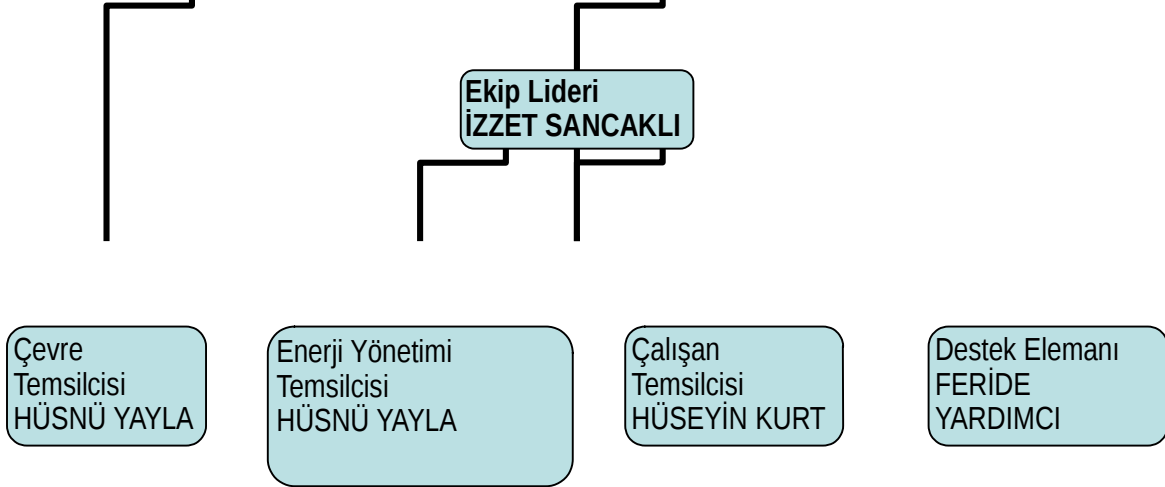 Ekip Lideri
İZZET SANCAKLI
Çevre
Temsilcisi
HÜSNÜ YAYLA
Enerji Yönetimi
Temsilcisi
HÜSNÜ YAYLA
Çalışan
Temsilcisi
HÜSEYİN KURT
Destek Elemanı
FERİDE
YARDIMCI